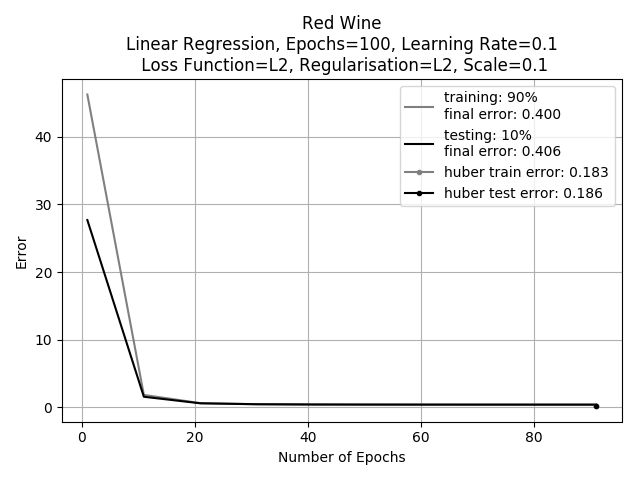 Red Wine
Linear Regression, Epochs=100, Learning Rate=0.1
Loss Function=L2, Regularisation=L2, Scale=0.1
training: 90%
final error: 0.400
testing: 10%
final error: 0.406
huber train error: 0.183
huber test error: 0.186
Error
40
30
20
10
0
0 20 40 60 80
Number of Epochs